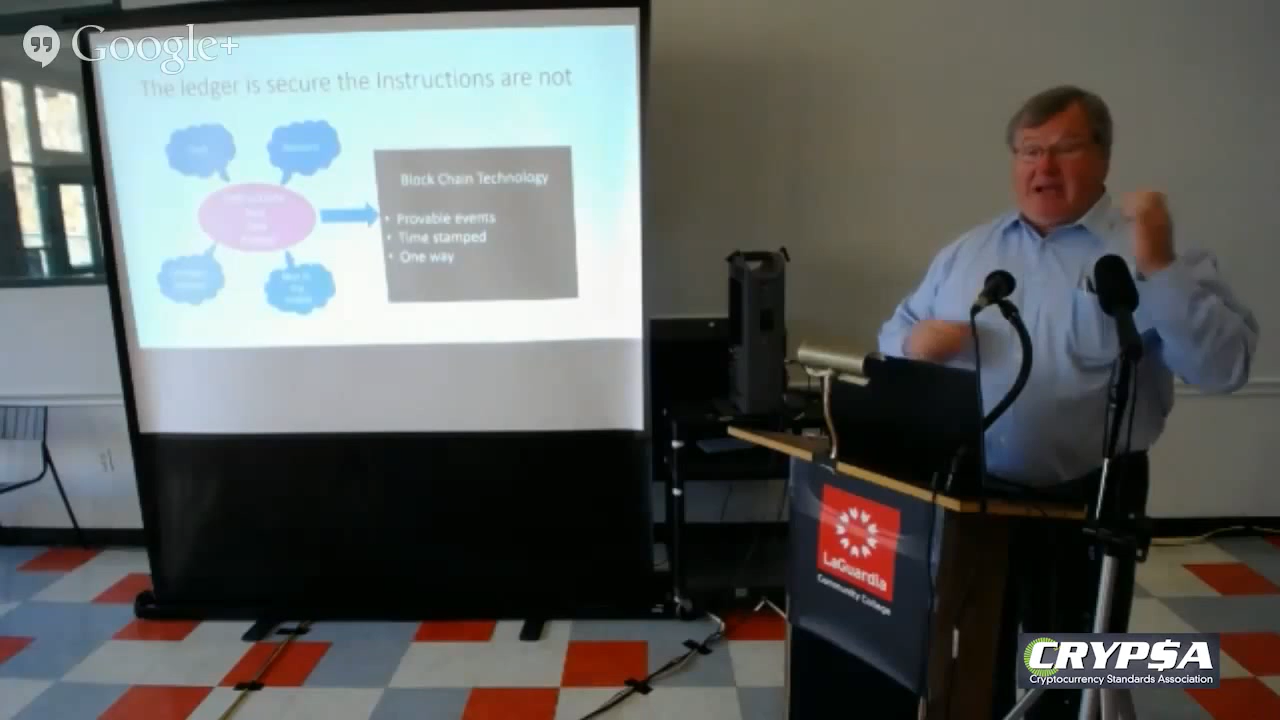 Google+
The ledger is secure the Instructions are not
Block Chain Technology
• Provable events
• Time stamped
• One way
LaGuardia
Community College
CRYP$A
Cryptocurrency Standards Association